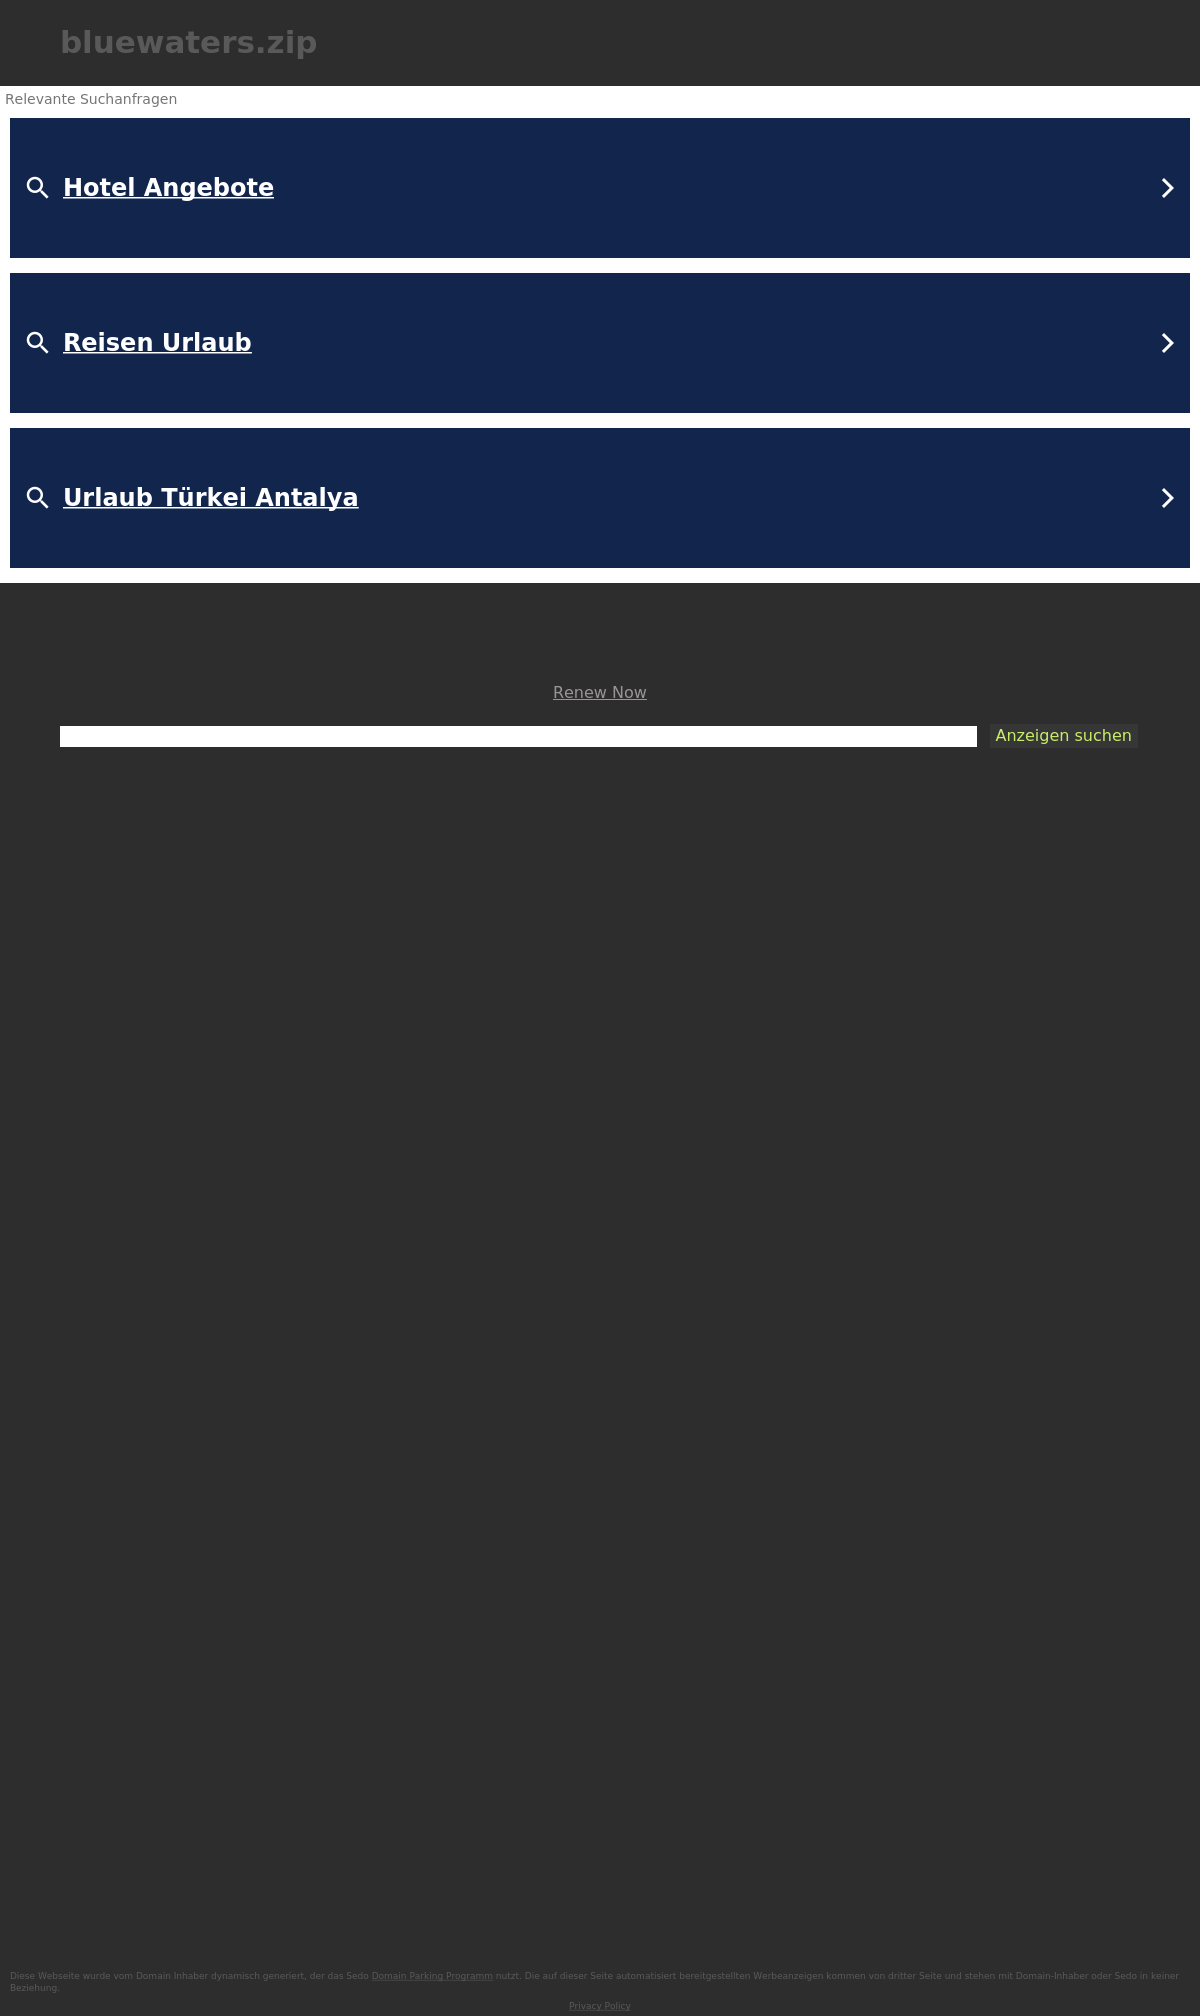 bluewaters.zip
Relevante Suchanfragen
Hotel Angebote
Reisen Urlaub
Urlaub Türkei Antalya
Renew Now
Anzeigen suchen
Diese Webseite wurde vom Domain Inhaber dynamisch generiert, der das Sedo Domain Parking Programm nutzt. Die auf dieser Seite automatisiert bereitgestellten Werbeanzeigen kommen von dritter Seite und stehen mit Domain-Inhaber oder Sedo in keiner
Beziehung.
Privacy Policy